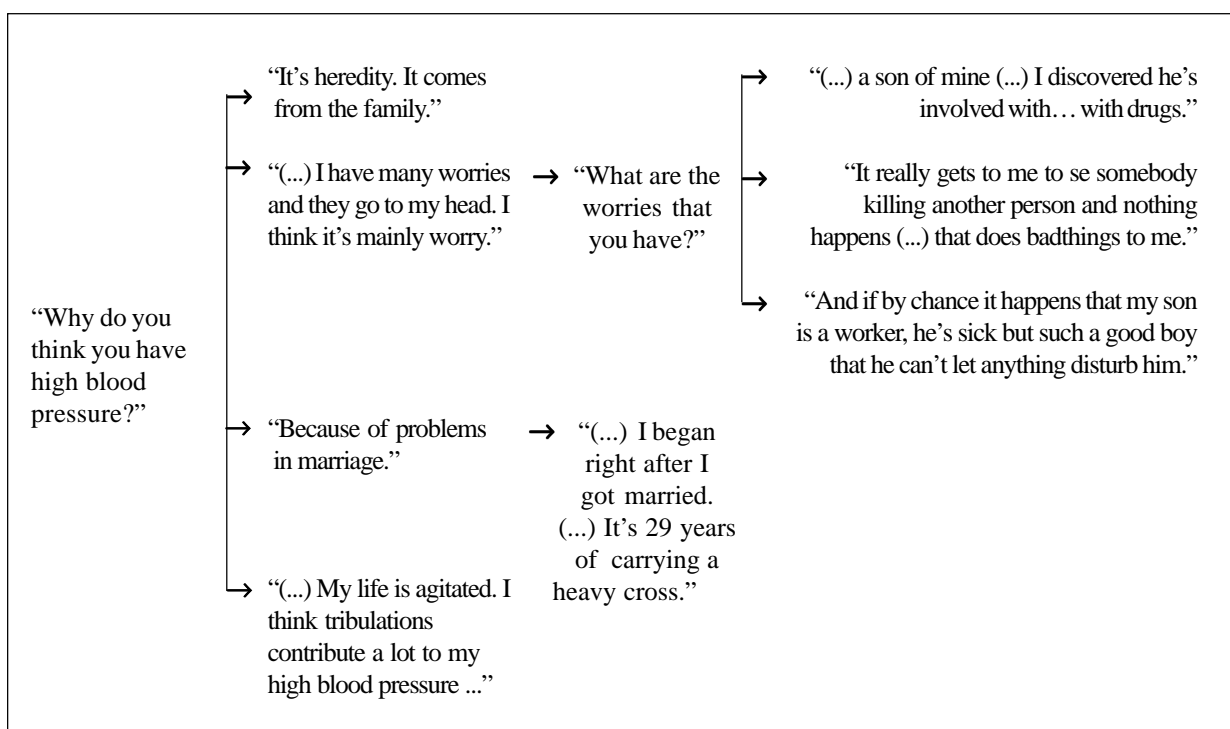 “Why do you
think you have
high blood
pressure?”
“It’s heredity. It comes
from the family.”
“(...) I have many worries
and they go to my head. I
think it’s mainly worry.”
“What are the
worries that
you have?”
“(...) a son of mine (...) I discovered he’s
involved with… with drugs.”
“It really gets to me to se somebody
killing another person and nothing
happens (...) that does badthings to me.”
“And if by chance it happens that my son
is a worker, he’s sick but such a good boy
that he can’t let anything disturb him.”
“Because of problems
in marriage.”
“(...) I began
right after I
got married.
(...) It’s 29 years
of carrying a
heavy cross.”
“(...) My life is agitated. I
think tribulations
contribute a lot to my
high blood pressure ...”